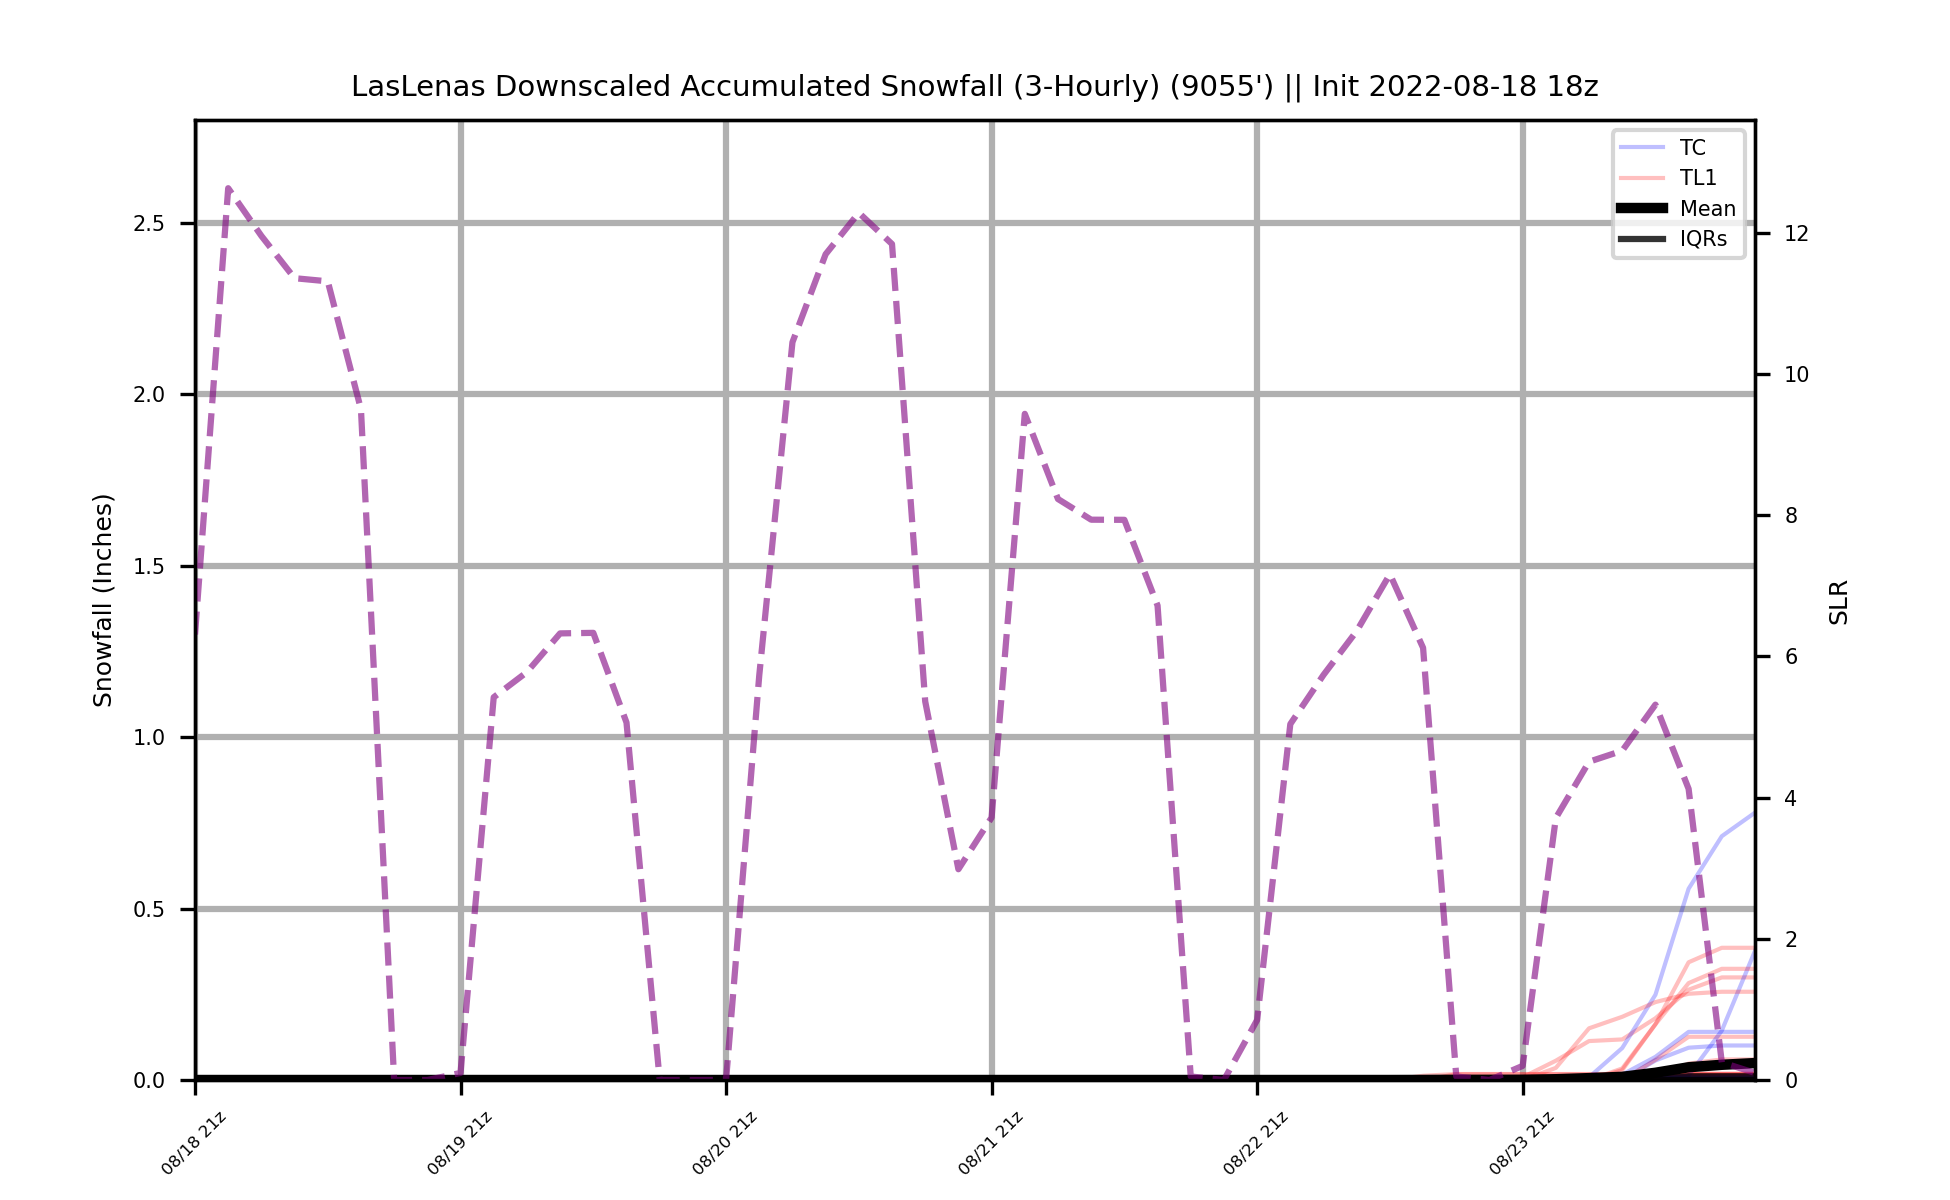 LasLenas Downscaled Accumulated Snowfall (3-Hourly) (9055') || Init 2022-08-18 18z
TC
TL1
Mean
IQRs
Snowfall (Inches)
2.5
2.0
1.5
1.0
0.5
0.0
12
10
8
6
4
2
0
SLR
08/18 21z
08/19 21z
08/20 21z
08/21 21z
08/22 21z
08/23 21z